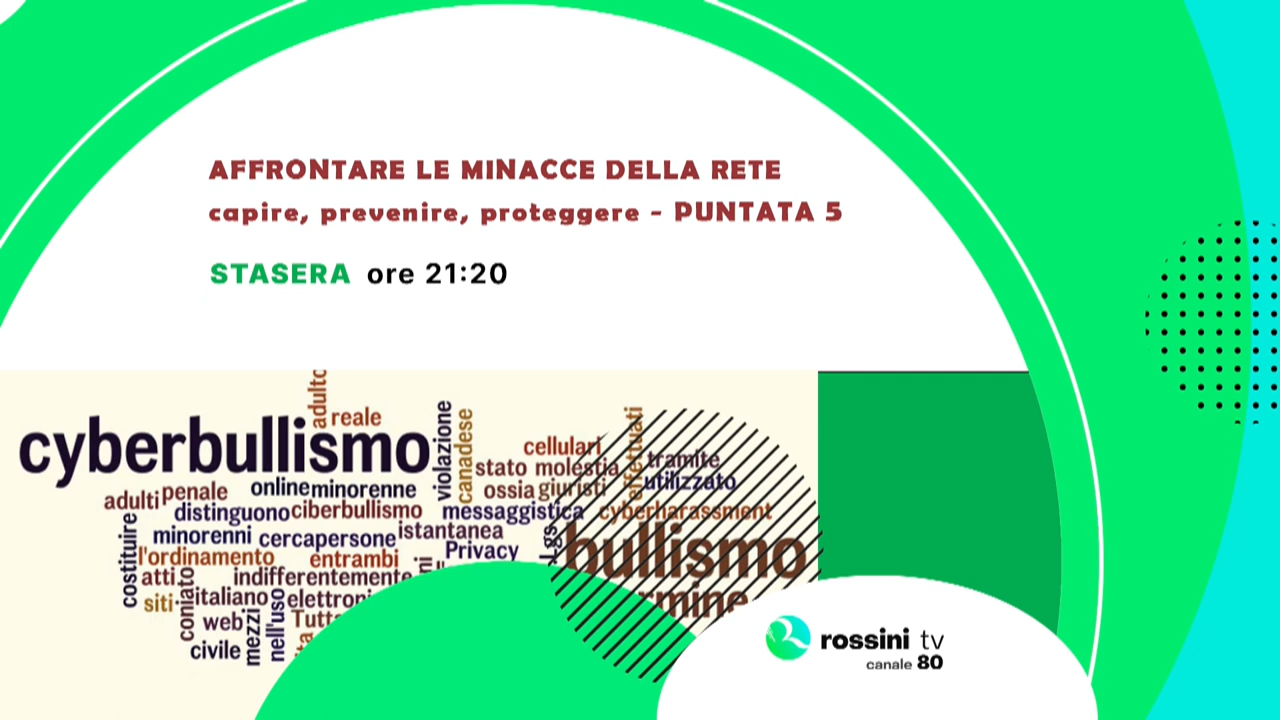 AFFRONTARE LE MINACCE DELLA RETE
capire, prevenire, proteggere - PUNTATA 5
STASERA ore 21:20
adulto
reale
cyberbullismo
violazione
canadese
cellulari
effettuati
stato molestia
tramite
adulti
penale
online
minorenne
ossia
giuristi
utilizzato
distinguono
ciberbullismo
messaggistica
cyberharassment
costituire
minorenni
cercapersone
istantanea
l'ordinamento
entrambi
Privacy
l.gs
bullismo
atti
indifferentemente
siti
coniato
italiano
web
mezzi
nell'uso
civile
rossini tv
canale 80